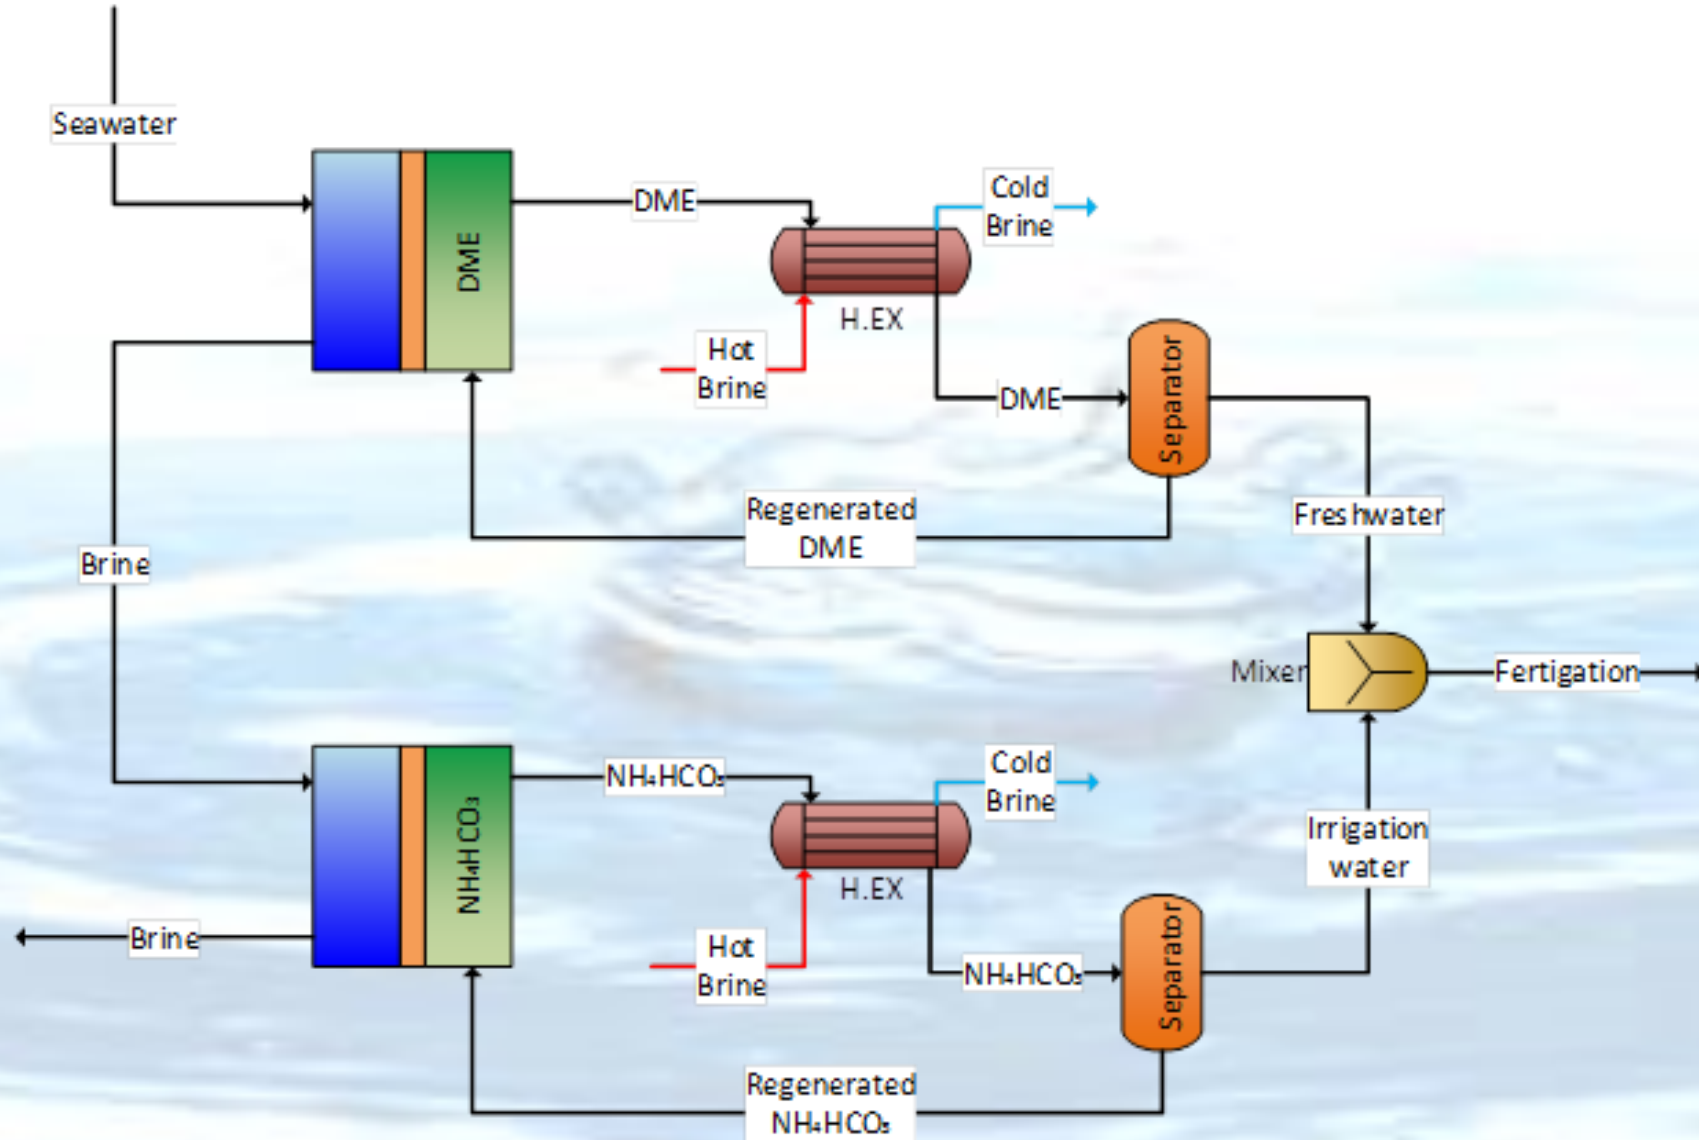 Seawater
DME
DME
Cold
Brine
H.EX
Hot
Brine
DME
Separator
Regenerated
DME
Freshwater
Brine
Mixer
Fertigation
NH₄HCO₃
NH₄HCO₃
Cold
Brine
H.EX
Irrigation
water
Hot
Brine
NH₄HCO₃
Separator
Brine
Regenerated
NH₄HCO₃